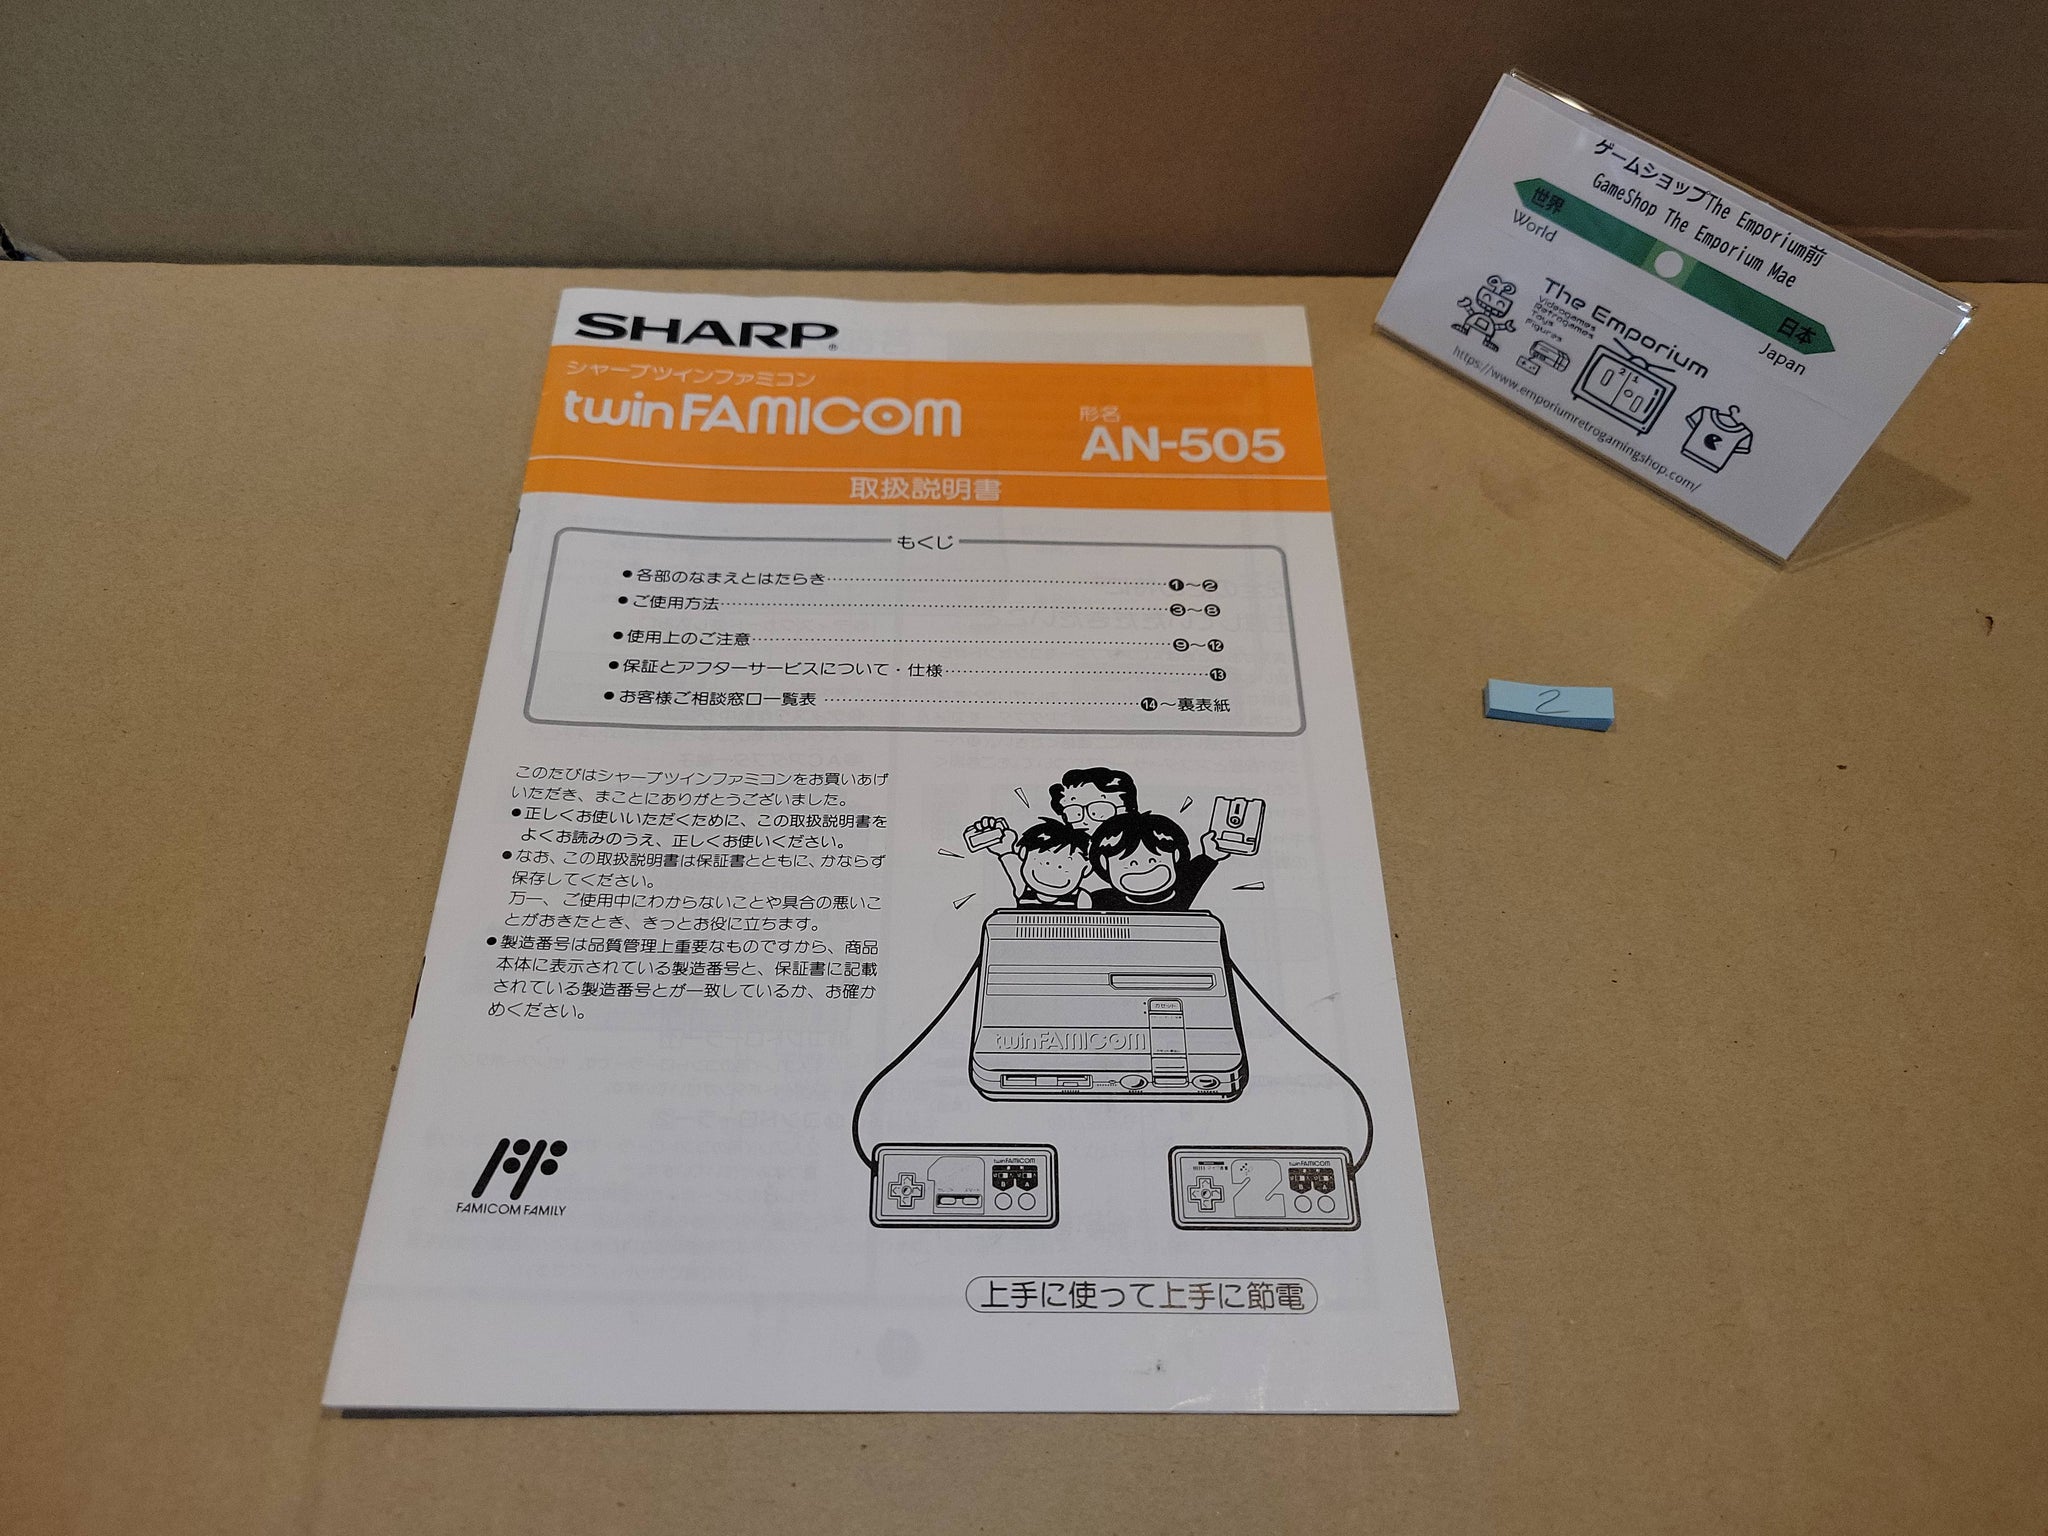 SHARP®
シャープツインファミコン
twinFAMICOM
形名
AN-505
取扱説明書
もくじ
●各部のなまえとはたらき……❶～❷
●ご使用方法……❸～❽
●使用上のご注意……❾～⓬
●保証とアフターサービスについて・仕様……⓭
●お客様ご相談窓口一覧表……⓮～裏表紙
このたびはシャープツインファミコンをお買いあげ
いただき、まことにありがとうございました。
●正しくお使いいただくために、この取扱説明書を
よくお読みのうえ、正しくお使いください。
●なお、この取扱説明書は保証書とともに、かならず
保存してください。
万一、ご使用中にわからないことや具合の悪いこ
とがおきたとき、きっとお役に立ちます。
●製造番号は品質管理上重要なものですから、商品
本体に表示されている製造番号と、保証書に記載
されている製造番号とが一致しているか、お確か
めください。
カセット
twinFAMICOM
twinFAMICOM
B A
twinFAMICOM
2
B A
FAMICOM FAMILY
上手に使って上手に節電
ゲームショップThe Emporium前
GameShop The Emporium Mae
世界
World
日本
Japan
The Emporium
Videogames
Retrogames
Toys
Figures
2 1
https://www.emporiumretrogamingshop.com/
2